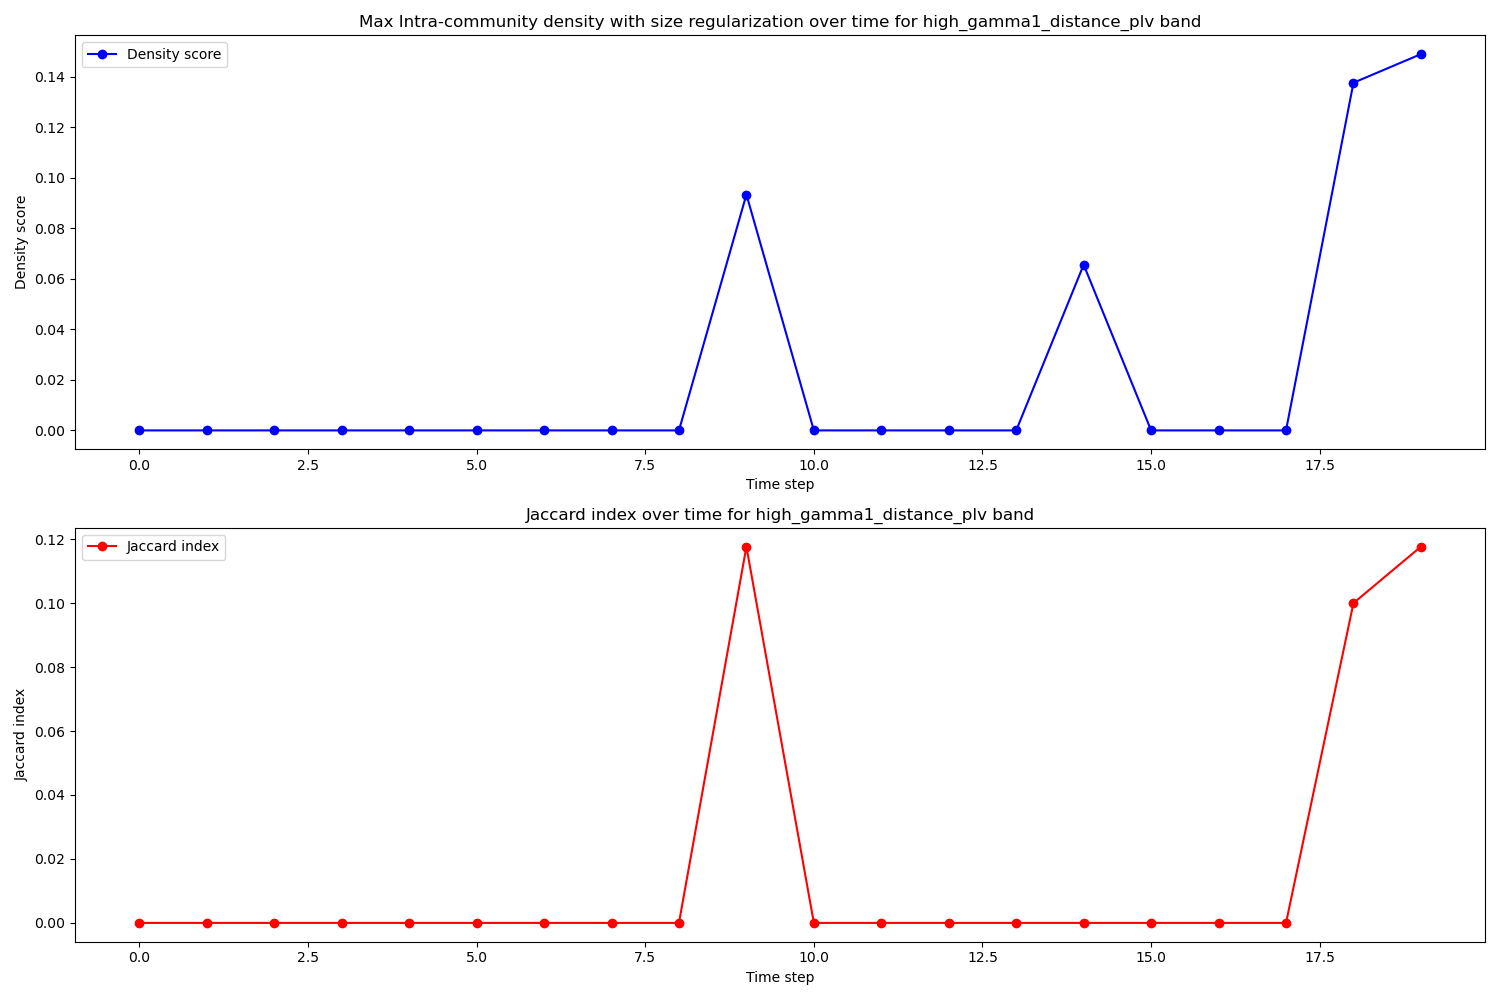 Max Intra-community density with size regularization over time for high_gamma1_distance_plv band
Density score
0.14
0.12
0.10
0.08
0.06
0.04
0.02
0.00
Density score
0.0 2.5 5.0 7.5 10.0 12.5 15.0 17.5
Time step
Jaccard index over time for high_gamma1_distance_plv band
Jaccard index
0.12
0.10
0.08
0.06
0.04
0.02
0.00
Jaccard index
0.0 2.5 5.0 7.5 10.0 12.5 15.0 17.5
Time step